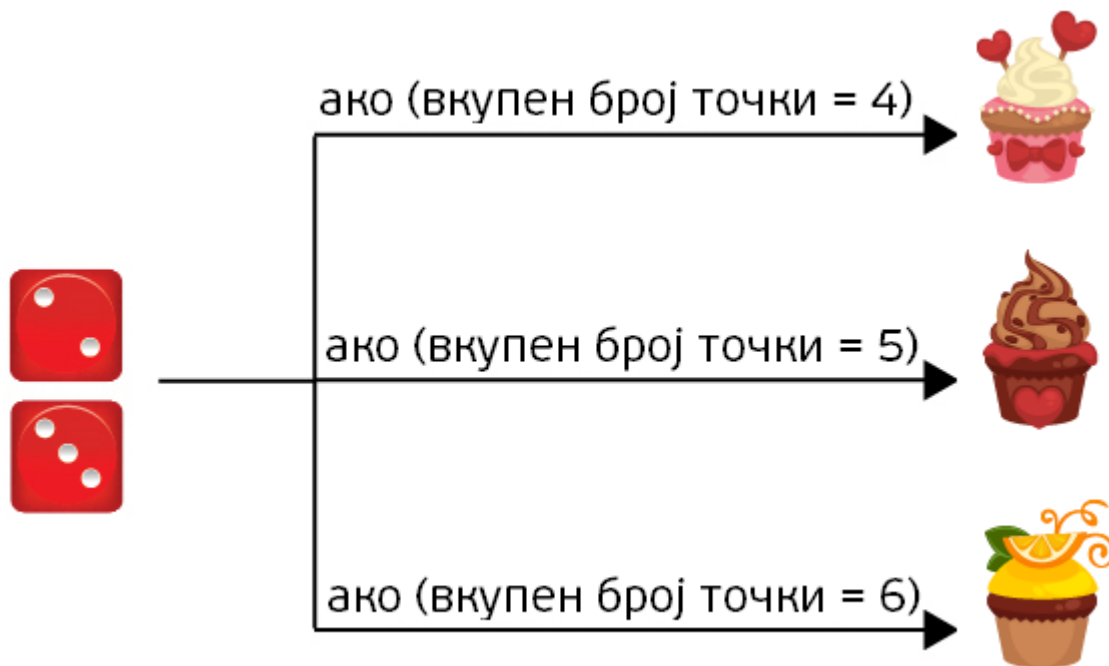 ако (вкупен број точки = 4)
ако (вкупен број точки = 5)
ако (вкупен број точки = 6)